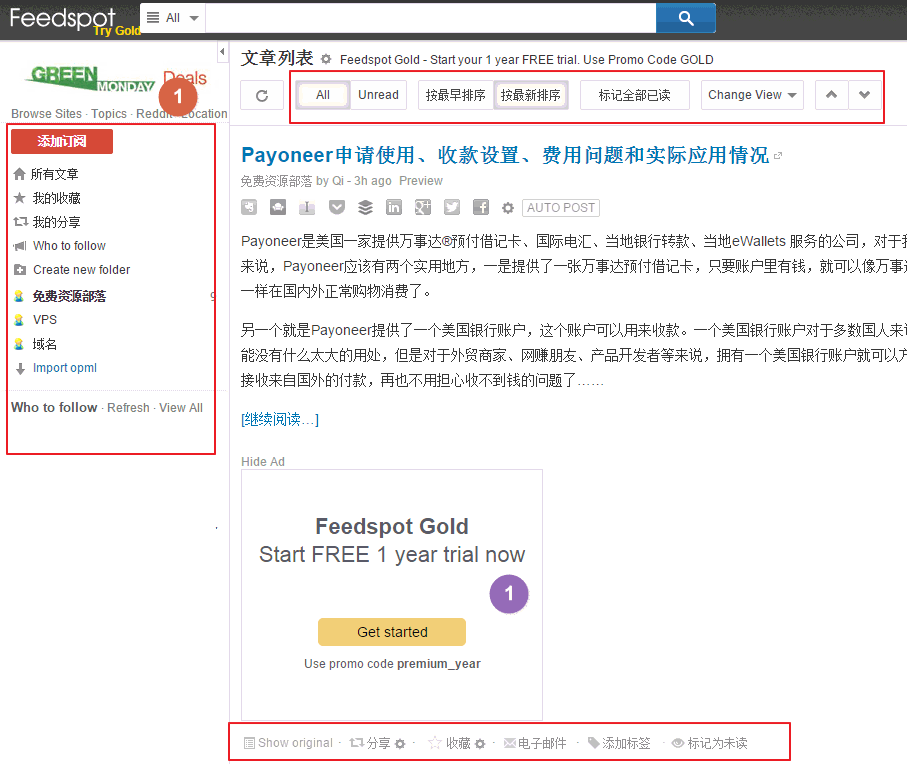 Feedspot
Try Gold
All
GREEN MONDAY Deals
1
Browse Sites · Topics · Reddit · Location
添加订阅
所有文章
我的收藏
我的分享
Who to follow
Create new folder
免费资源部落
VPS
域名
Import opml
Who to follow · Refresh · View All
文章列表 Feedspot Gold - Start your 1 year FREE trial. Use Promo Code GOLD
All Unread 按最早排序 按最新排序 标记全部已读 Change View
Payoneer申请使用、收款设置、费用问题和实际应用情况
免费资源部落 by Qi - 3h ago Preview
AUTO POST
Payoneer是美国一家提供万事达®预付借记卡、国际电汇、当地银行转款、当地eWallets 服务的公司，对于
来说，Payoneer应该有两个实用地方，一是提供了一张万事达预付借记卡，只要账户里有钱，就可以像万事
一样在国内外正常购物消费了。
另一个就是Payoneer提供了一个美国银行账户，这个账户可以用来收款。一个美国银行账户对于多数国人来
能没有什么太大的用处，但是对于外贸商家、网赚朋友、产品开发者等来说，拥有一个美国银行账户就可以
接收来自国外的付款，再也不用担心收不到钱的问题了……
[继续阅读…]
Hide Ad
Feedspot Gold
Start FREE 1 year trial now
1
Get started
Use promo code premium_year
Show original · 分享 · 收藏 · 电子邮件 · 添加标签 · 标记为未读